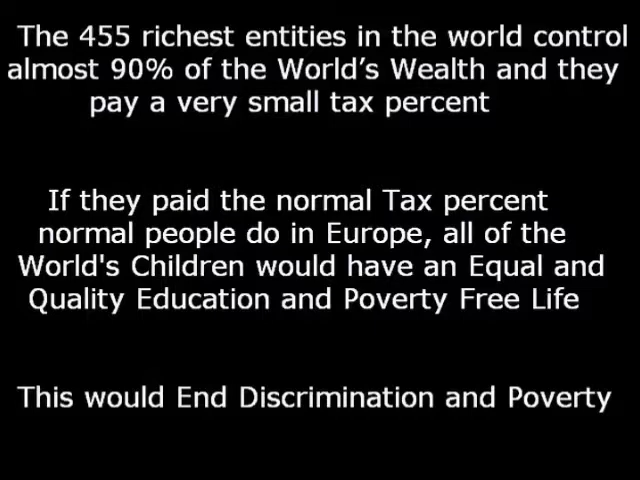 The 455 richest entities in the world control
almost 90% of the World’s Wealth and they
pay a very small tax percent
If they paid the normal Tax percent
normal people do in Europe, all of the
World's Children would have an Equal and
Quality Education and Poverty Free Life
This would End Discrimination and Poverty